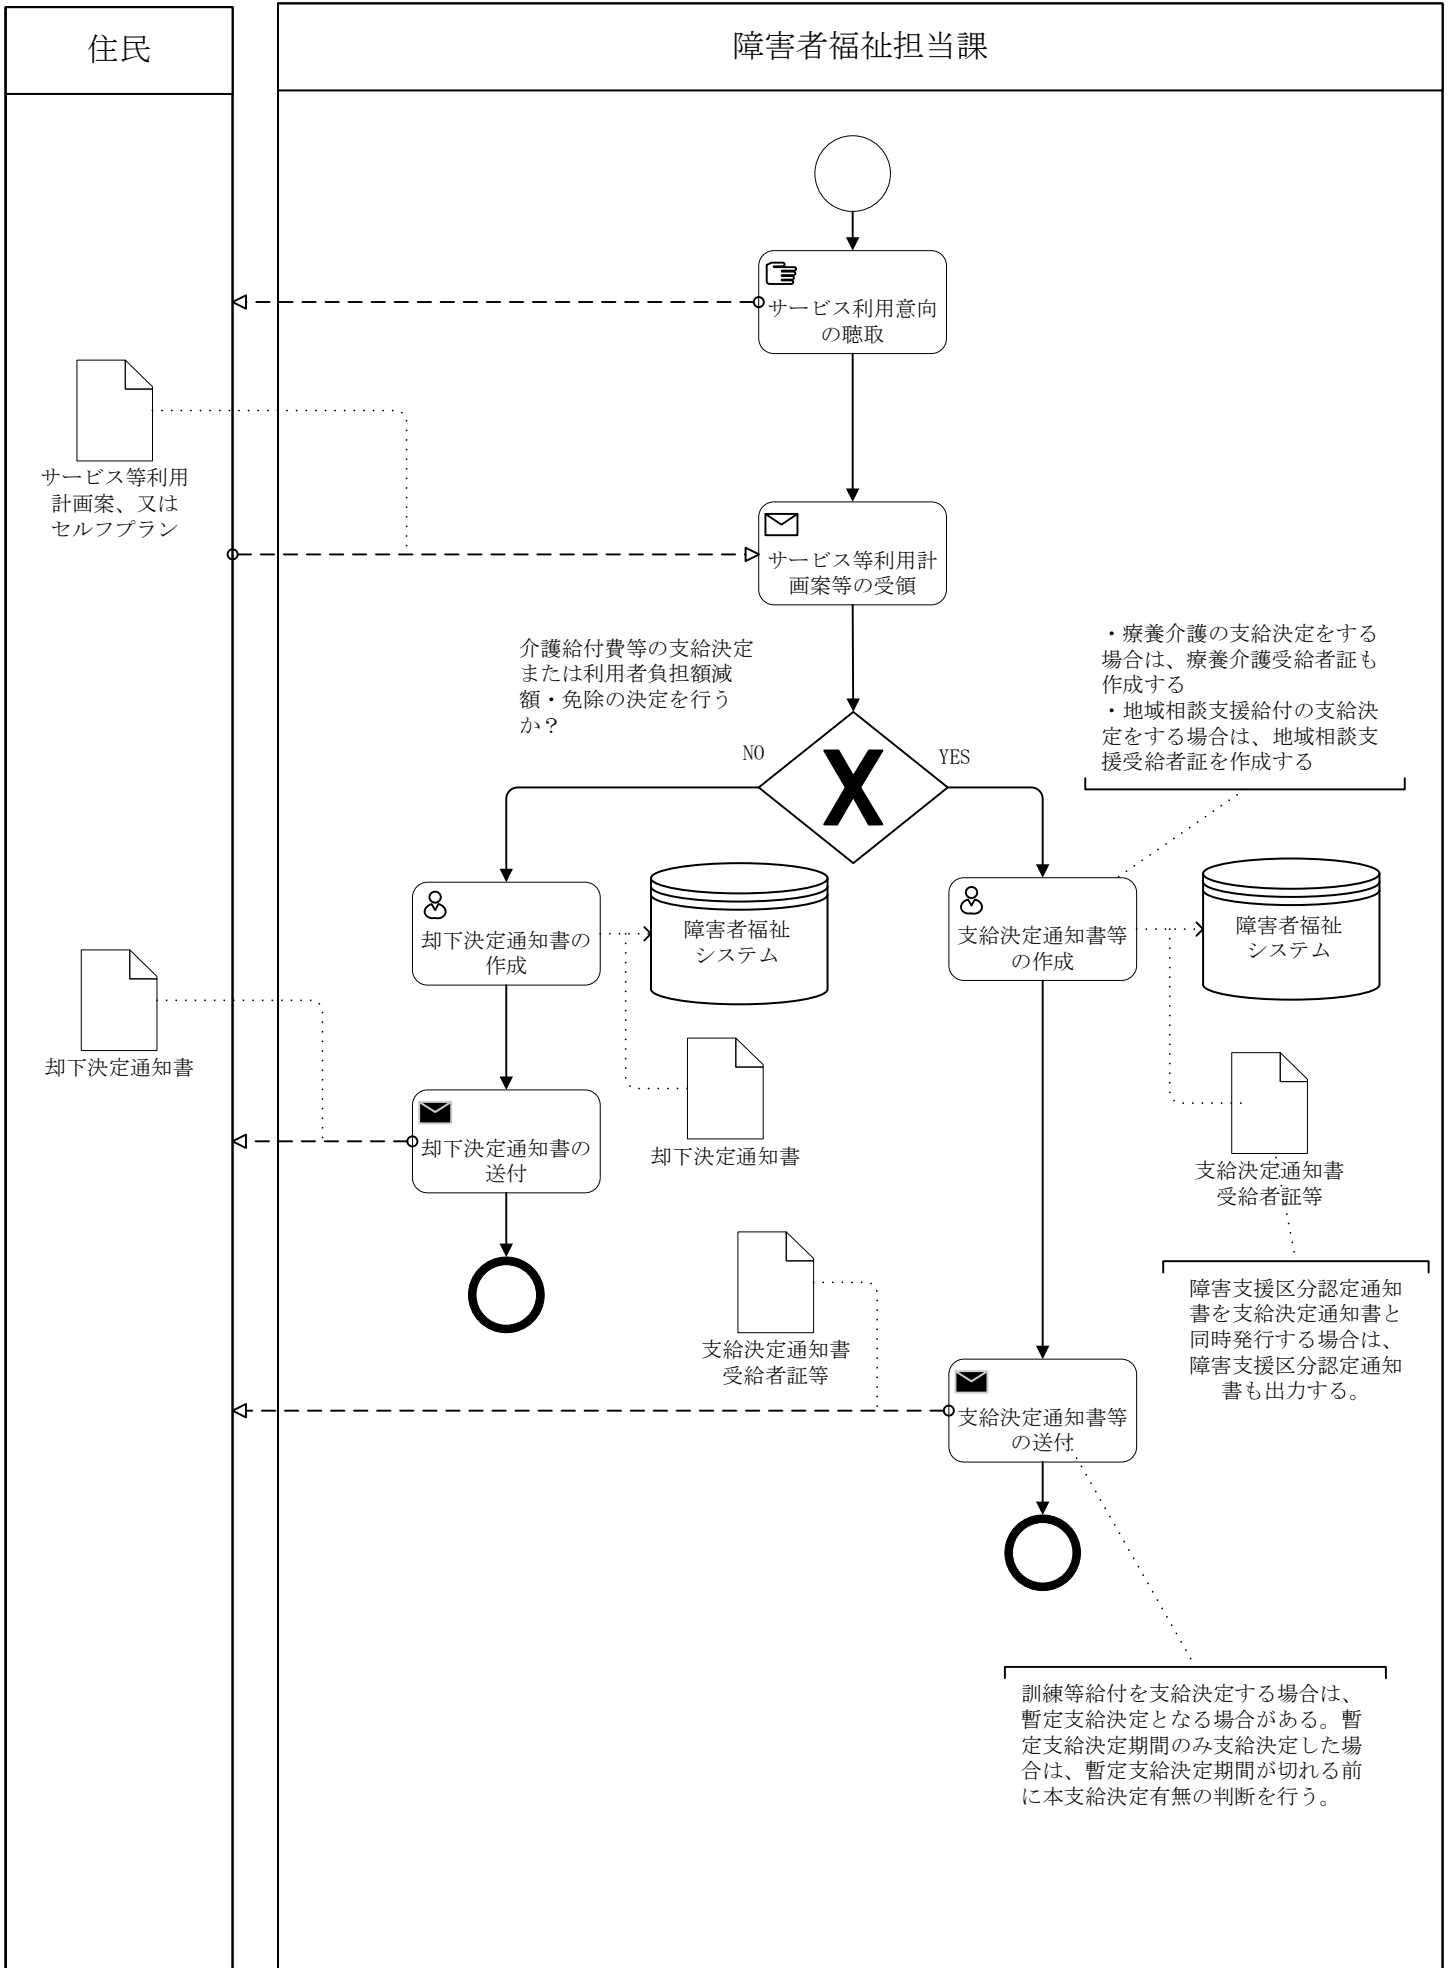 住民
障害者福祉担当課
サービス利用意向
の聴取
サービス等利用
計画案、又は
セルフプラン
サービス等利用計
画案等の受領
介護給付費等の支給決定
または利用者負担額減
額・免除の決定を行う
か？
・療養介護の支給決定をする
場合は、療養介護受給者証も
作成する
・地域相談支援給付の支給決
定をする場合は、地域相談支
援受給者証を作成する
NO
YES
X
却下決定通知書の
作成
障害者福祉
システム
支給決定通知書等
の作成
障害者福祉
システム
却下決定通知書
却下決定通知書の
送付
却下決定通知書
支給決定通知書
受給者証等
支給決定通知書
受給者証等
障害支援区分認定通知
書を支給決定通知書と
同時発行する場合は、
障害支援区分認定通知
書も出力する。
支給決定通知書等
の送付
訓練等給付を支給決定する場合は、
暫定支給決定となる場合がある。暫
定支給決定期間のみ支給決定した場
合は、暫定支給決定期間が切れる前
に本支給決定有無の判断を行う。